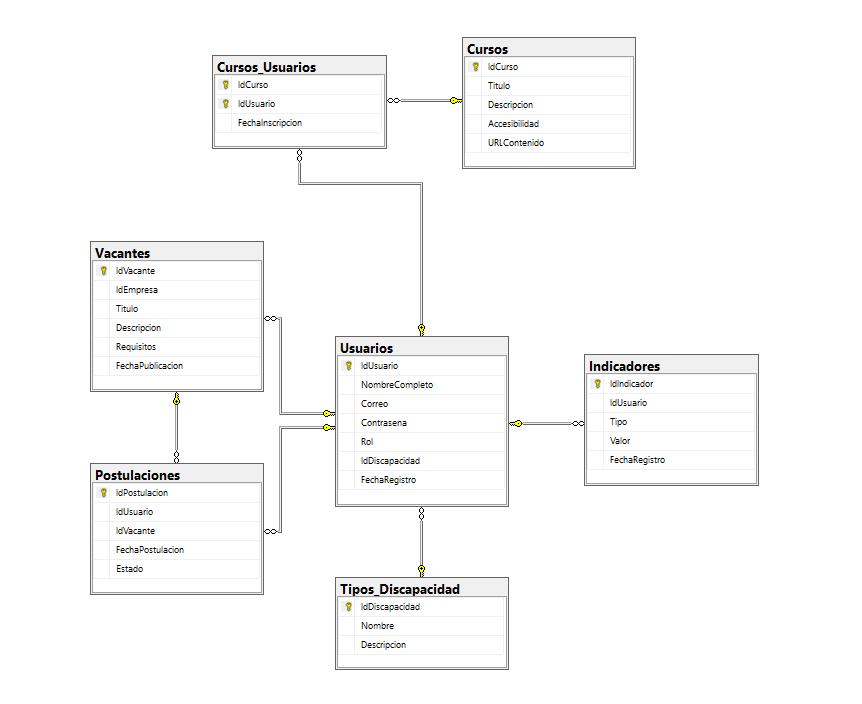 Cursos_Usuarios
IdCurso
IdUsuario
FechaInscripcion
Cursos
IdCurso
Titulo
Descripcion
Accesibilidad
URLContenido
Vacantes
IdVacante
IdEmpresa
Titulo
Descripcion
Requisitos
FechaPublicacion
Usuarios
IdUsuario
NombreCompleto
Correo
Contrasena
Rol
IdDiscapacidad
FechaRegistro
Indicadores
IdIndicador
IdUsuario
Tipo
Valor
FechaRegistro
Postulaciones
IdPostulacion
IdUsuario
IdVacante
FechaPostulacion
Estado
Tipos_Discapacidad
IdDiscapacidad
Nombre
Descripcion